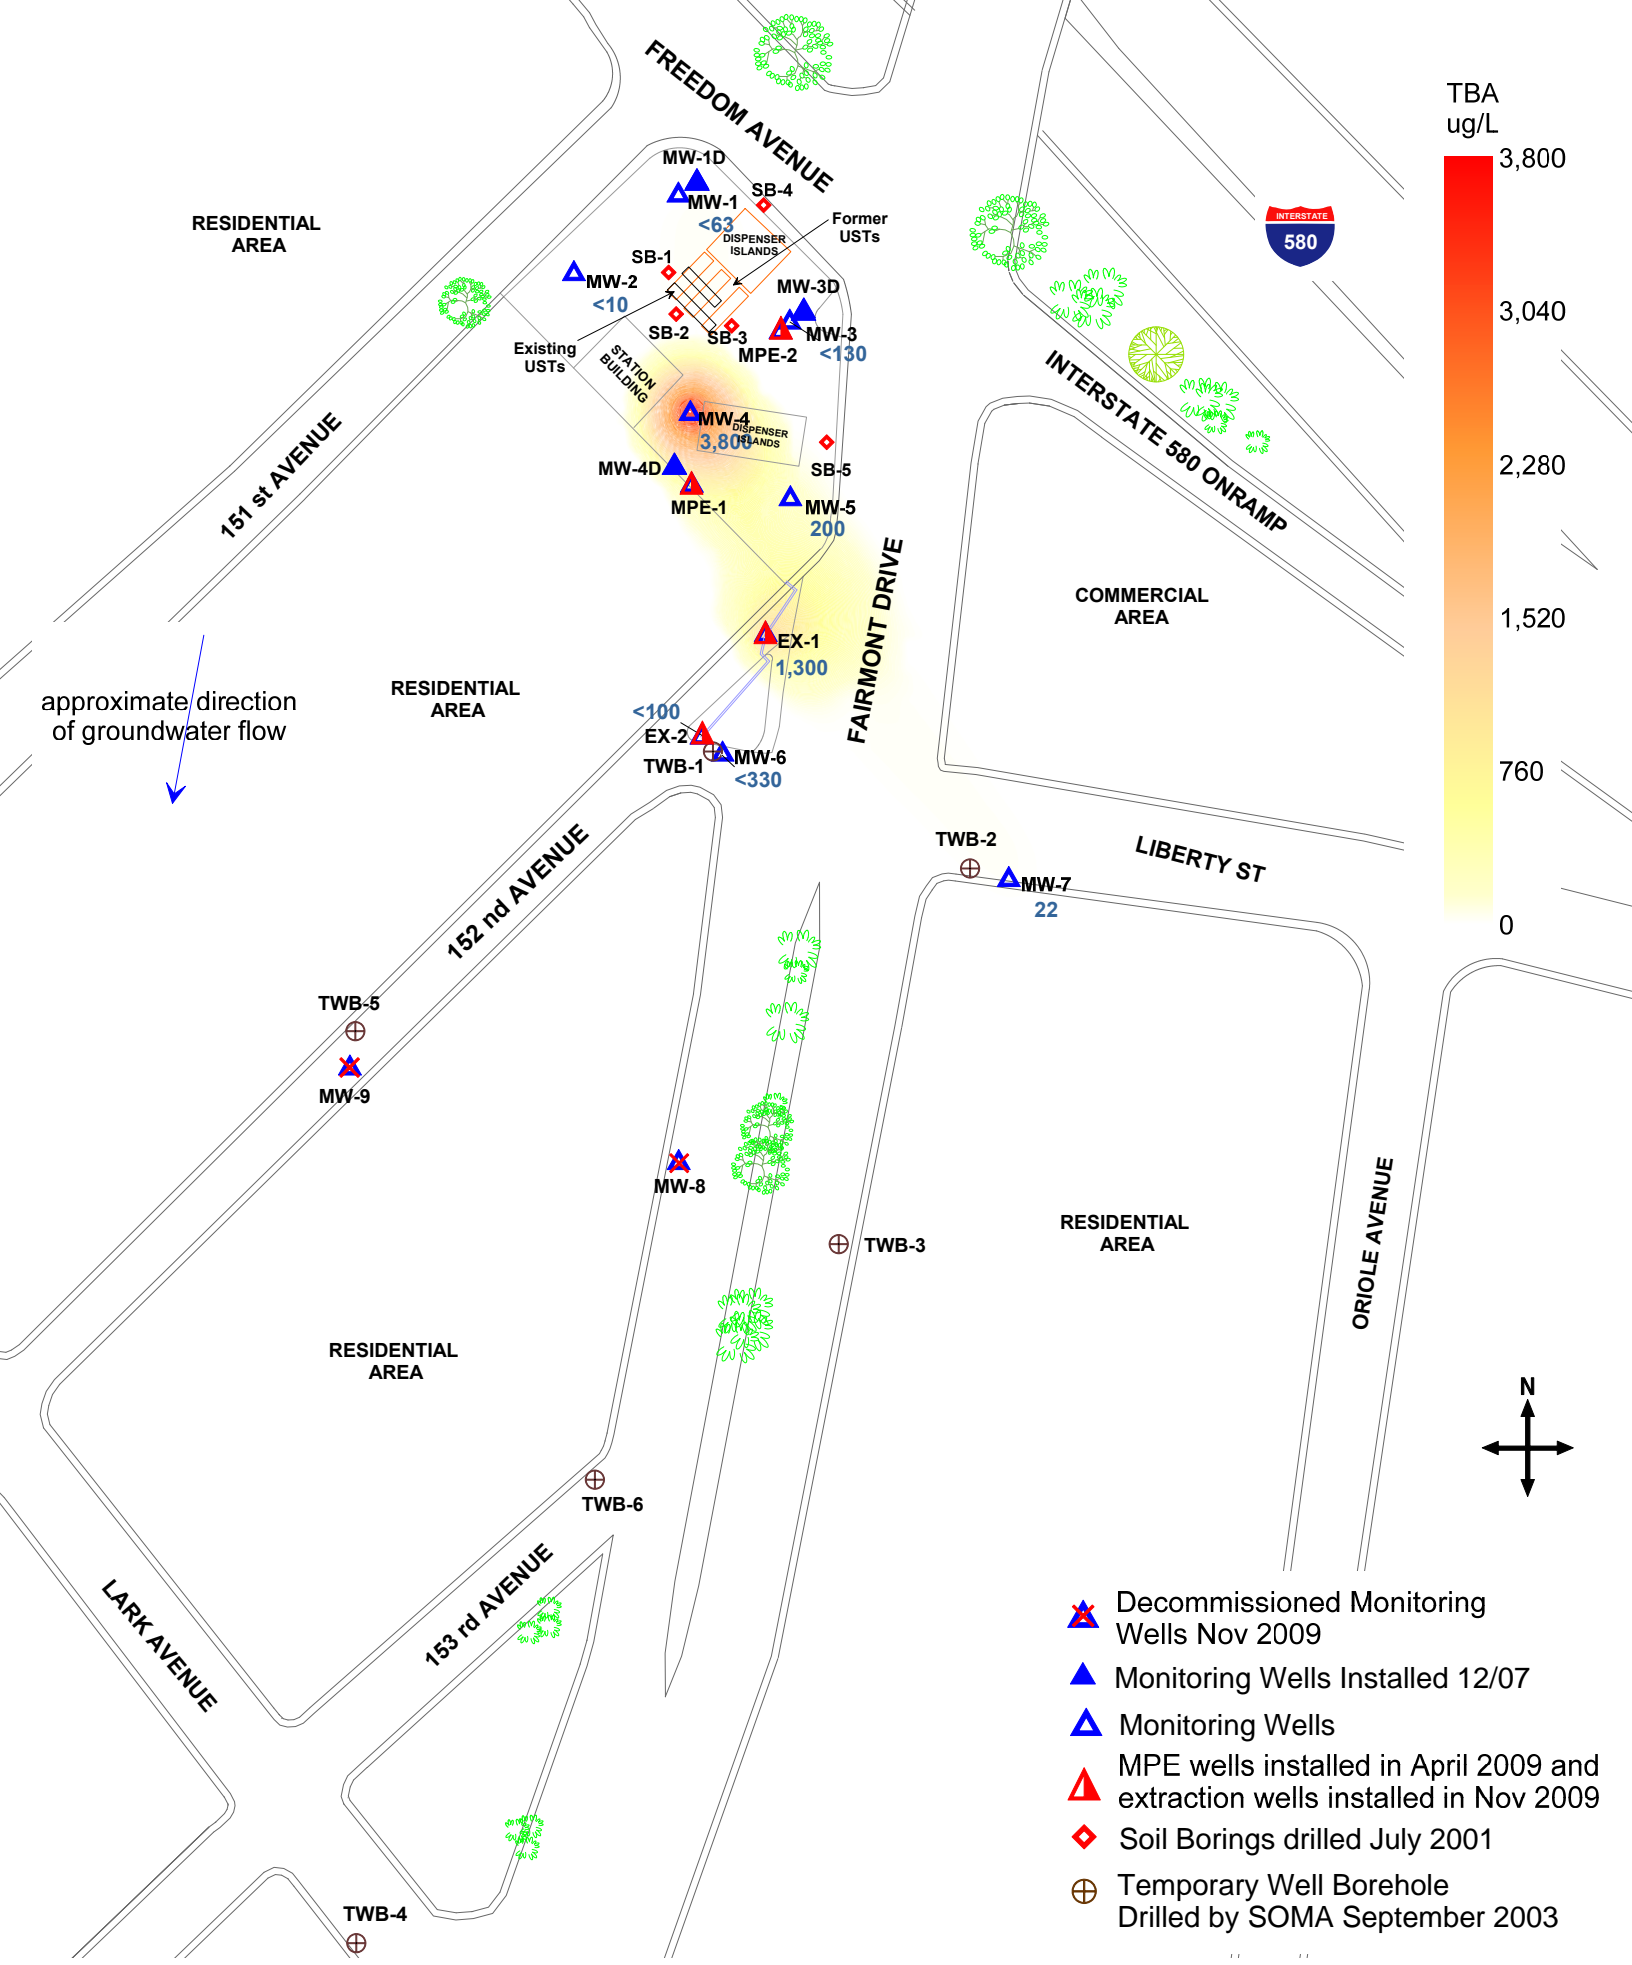 FREEDOM AVENUE
TBA
ug/L
3,800
3,040
2,280
1,520
760
0
INTERSTATE
580
MW-1D
MW-1
<63
SB-4
Former
USTs
DISPENSER
ISLANDS
RESIDENTIAL
AREA
SB-1
MW-2
<10
MW-3D
MW-3
<130
SB-2
SB-3
MPE-2
Existing
USTs
STATION
BUILDING
MW-4
3,800
DISPENSER
ISLANDS
MW-4D
MPE-1
SB-5
MW-5
200
151 st AVENUE
INTERSTATE 580 ONRAMP
FAIRMONT DRIVE
COMMERCIAL
AREA
EX-1
1,300
approximate direction
of groundwater flow
RESIDENTIAL
AREA
<100
EX-2
TWB-1
MW-6
<330
152 nd AVENUE
TWB-2
MW-7
22
LIBERTY ST
TWB-5
MW-9
MW-8
TWB-3
RESIDENTIAL
AREA
ORIOLE AVENUE
RESIDENTIAL
AREA
N
TWB-6
153 rd AVENUE
LARK AVENUE
TWB-4
Decommissioned Monitoring
Wells Nov 2009
Monitoring Wells Installed 12/07
Monitoring Wells
MPE wells installed in April 2009 and
extraction wells installed in Nov 2009
Soil Borings drilled July 2001
Temporary Well Borehole
Drilled by SOMA September 2003